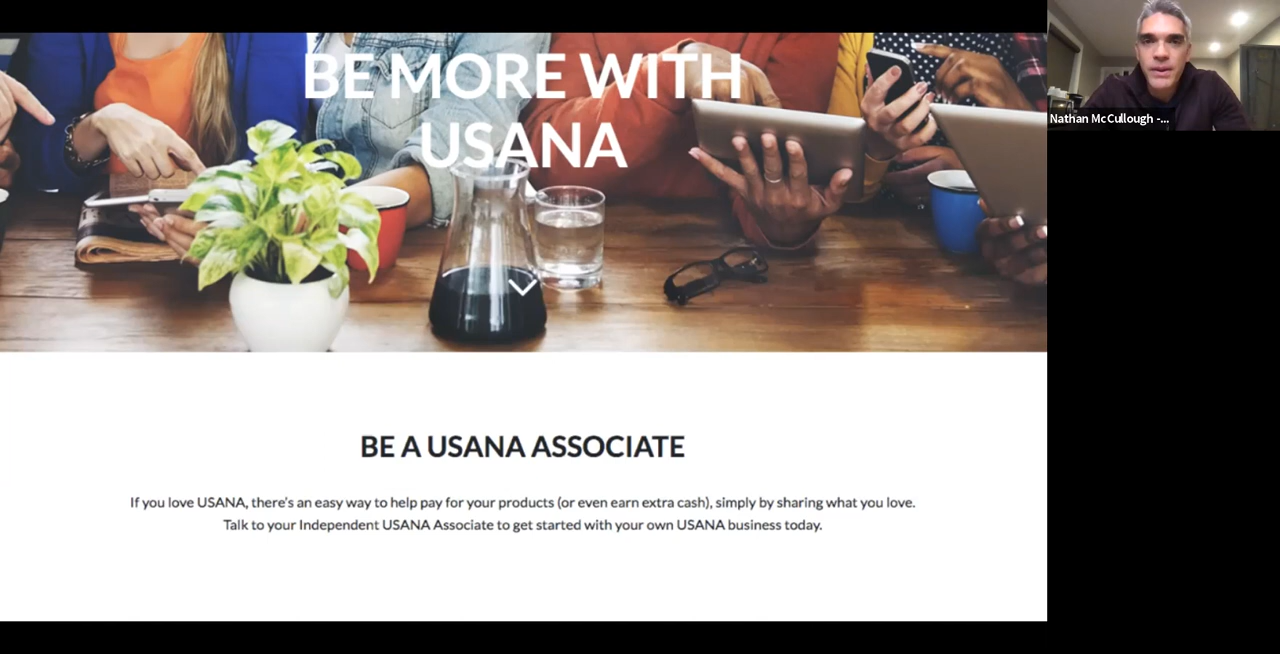 BE MORE WITH
USANA
Nathan McCullough -...
BE A USANA ASSOCIATE
If you love USANA, there's an easy way to help pay for your products (or even earn extra cash), simply by sharing what you love.
Talk to your Independent USANA Associate to get started with your own USANA business today.